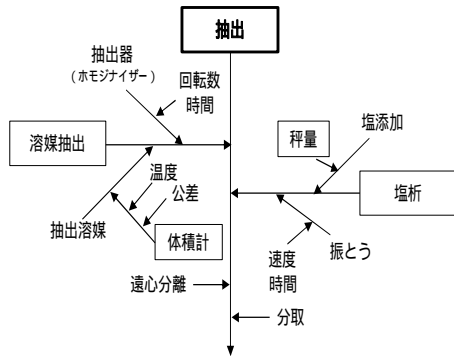 抽出
抽出器
（ホモジナイザー）
回転数
時間
溶媒抽出
秤量
塩添加
温度
公差
抽出溶媒
体積計
塩析
速度
時間
振とう
遠心分離
分取